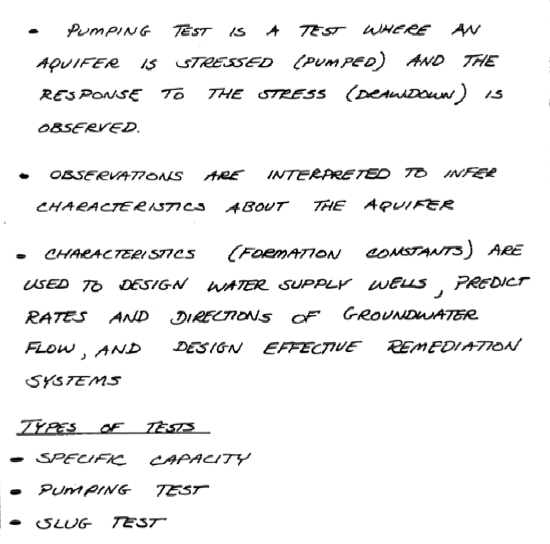 • PUMPING TEST IS A TEST WHERE AN
AQUIFER IS STRESSED (PUMPED) AND THE
RESPONSE TO THE STRESS (DRAWDOWN) IS
OBSERVED.
• OBSERVATIONS ARE INTERPRETED TO INFER
CHARACTERISTICS ABOUT THE AQUIFER
• CHARACTERISTICS (FORMATION CONSTANTS) ARE
USED TO DESIGN WATER SUPPLY WELLS, PREDICT
RATES AND DIRECTIONS OF GROUNDWATER
FLOW, AND DESIGN EFFECTIVE REMEDIATION
SYSTEMS
TYPES OF TESTS
- SPECIFIC CAPACITY
• PUMPING TEST
• SLUG TEST